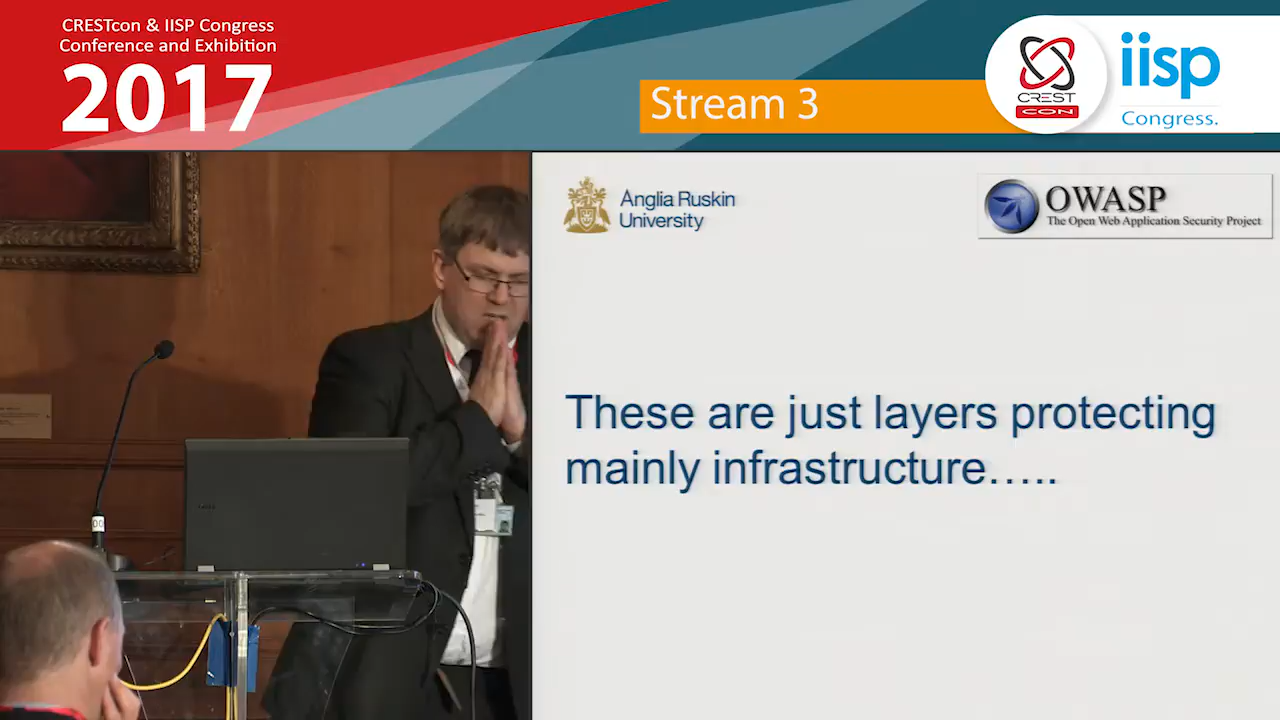 CRESTcon & IISP Congress
Conference and Exhibition
2017
Stream 3
CREST
CON
iisp
Congress.
Anglia Ruskin
University
OWASP
The Open Web Application Security Project
These are just layers protecting
mainly infrastructure…..
00